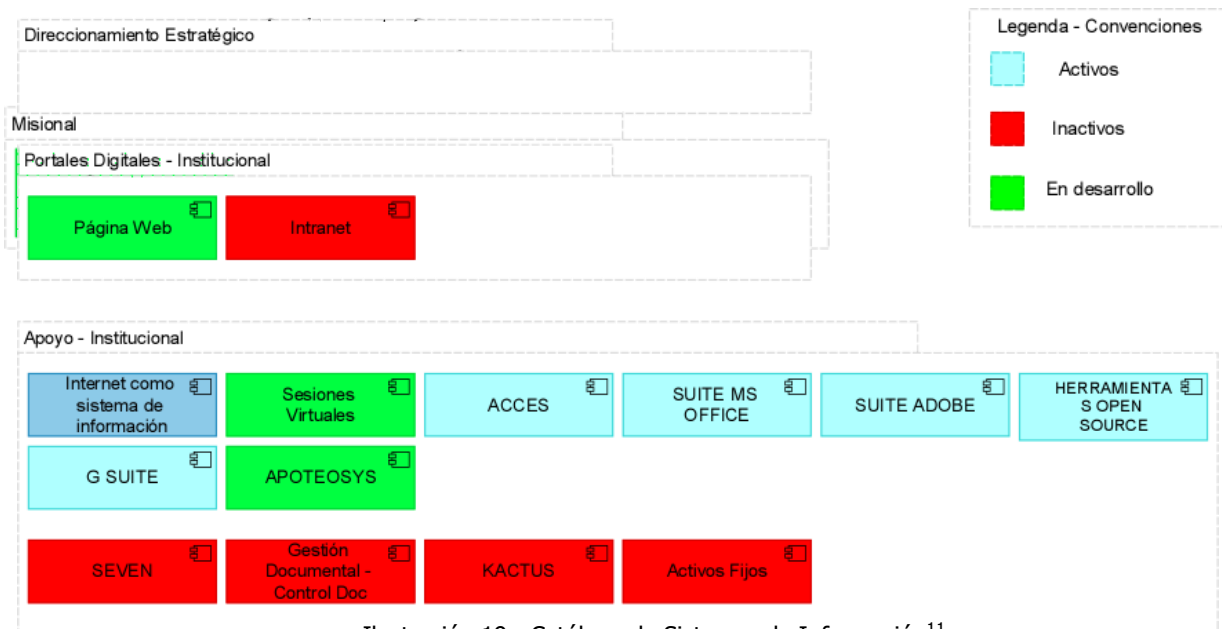 Direccionamiento Estratégico
Legenda - Convenciones
Activos
Inactivos
En desarrollo
Misional
Portales Digitales - Institucional
Página Web
Intranet
Apoyo - Institucional
Internet como
sistema de
información
Sesiones
Virtuales
ACCES
SUITE MS
OFFICE
SUITE ADOBE
HERRAMIENTA
S OPEN
SOURCE
G SUITE
APOTEOSYS
SEVEN
Gestión
Documental -
Control Doc
KACTUS
Activos Fijos